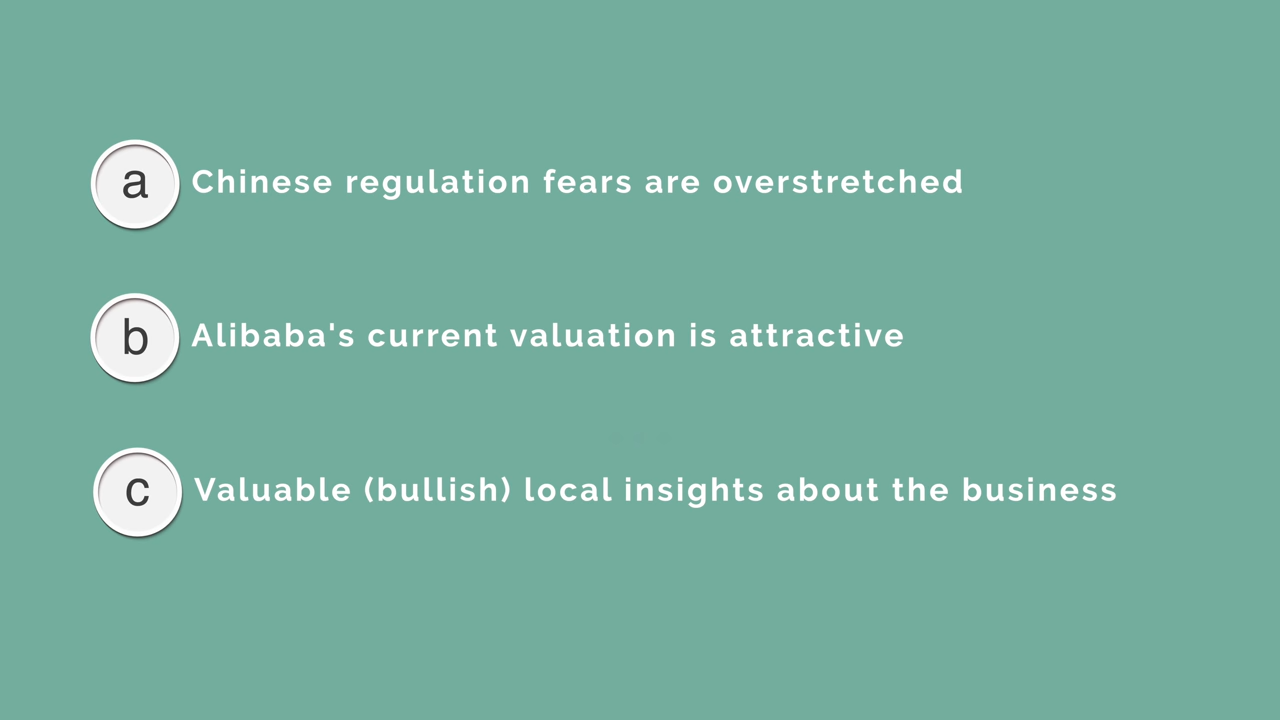 a Chinese regulation fears are overstretched
b Alibaba's current valuation is attractive
c Valuable (bullish) local insights about the business